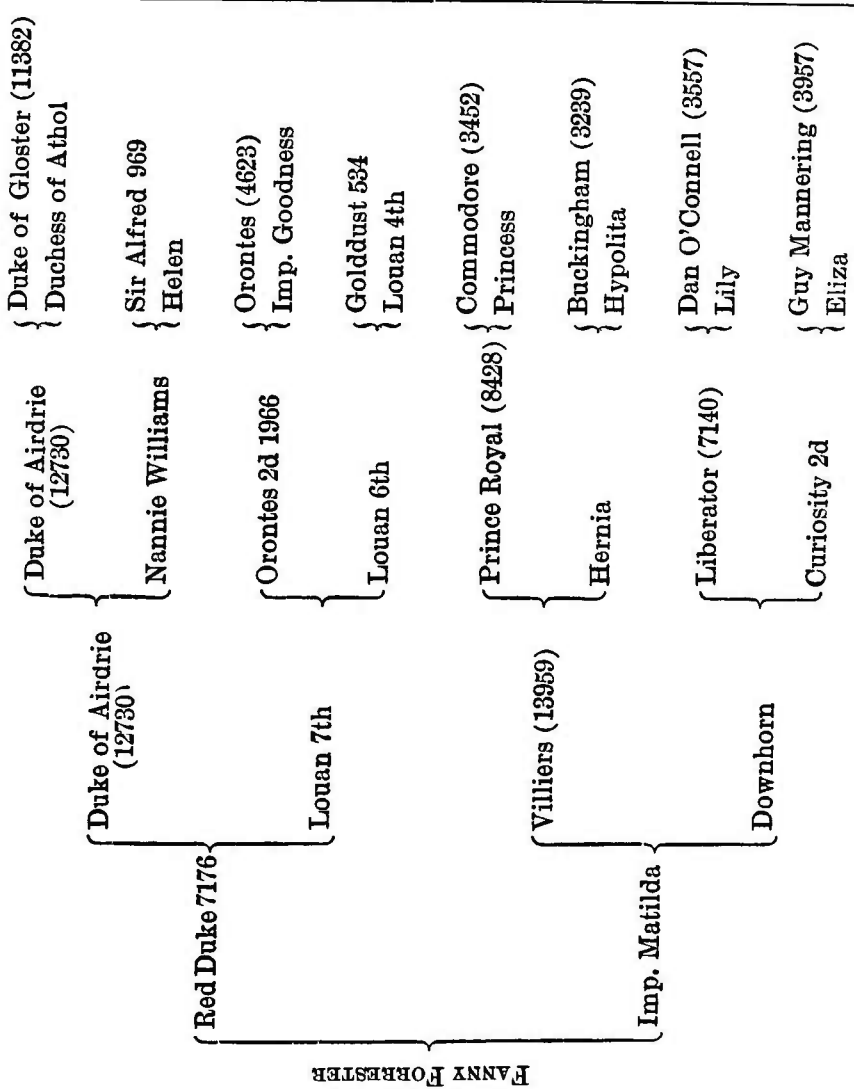 FANNY FORRESTER
Red Duke 7176
Imp. Matilda
Duke of Airdrie
(12730)
Louan 7th
Villiers (13959)
Downhorn
Duke of Airdrie
(12730)
Nannie Williams
Orontes 2d 1966
Louan 6th
Prince Royal (8428)
Hernia
Liberator (7140)
Curiosity 2d
Duke of Gloster (11382)
Duchess of Athol
Sir Alfred 969
Helen
Orontes (4623)
Imp. Goodness
Golddust 534
Louan 4th
Commodore (3452)
Princess
Buckingham (3239)
Hypolita
Dan O'Connell (3557)
Lily
Guy Mannering (3957)
Eliza